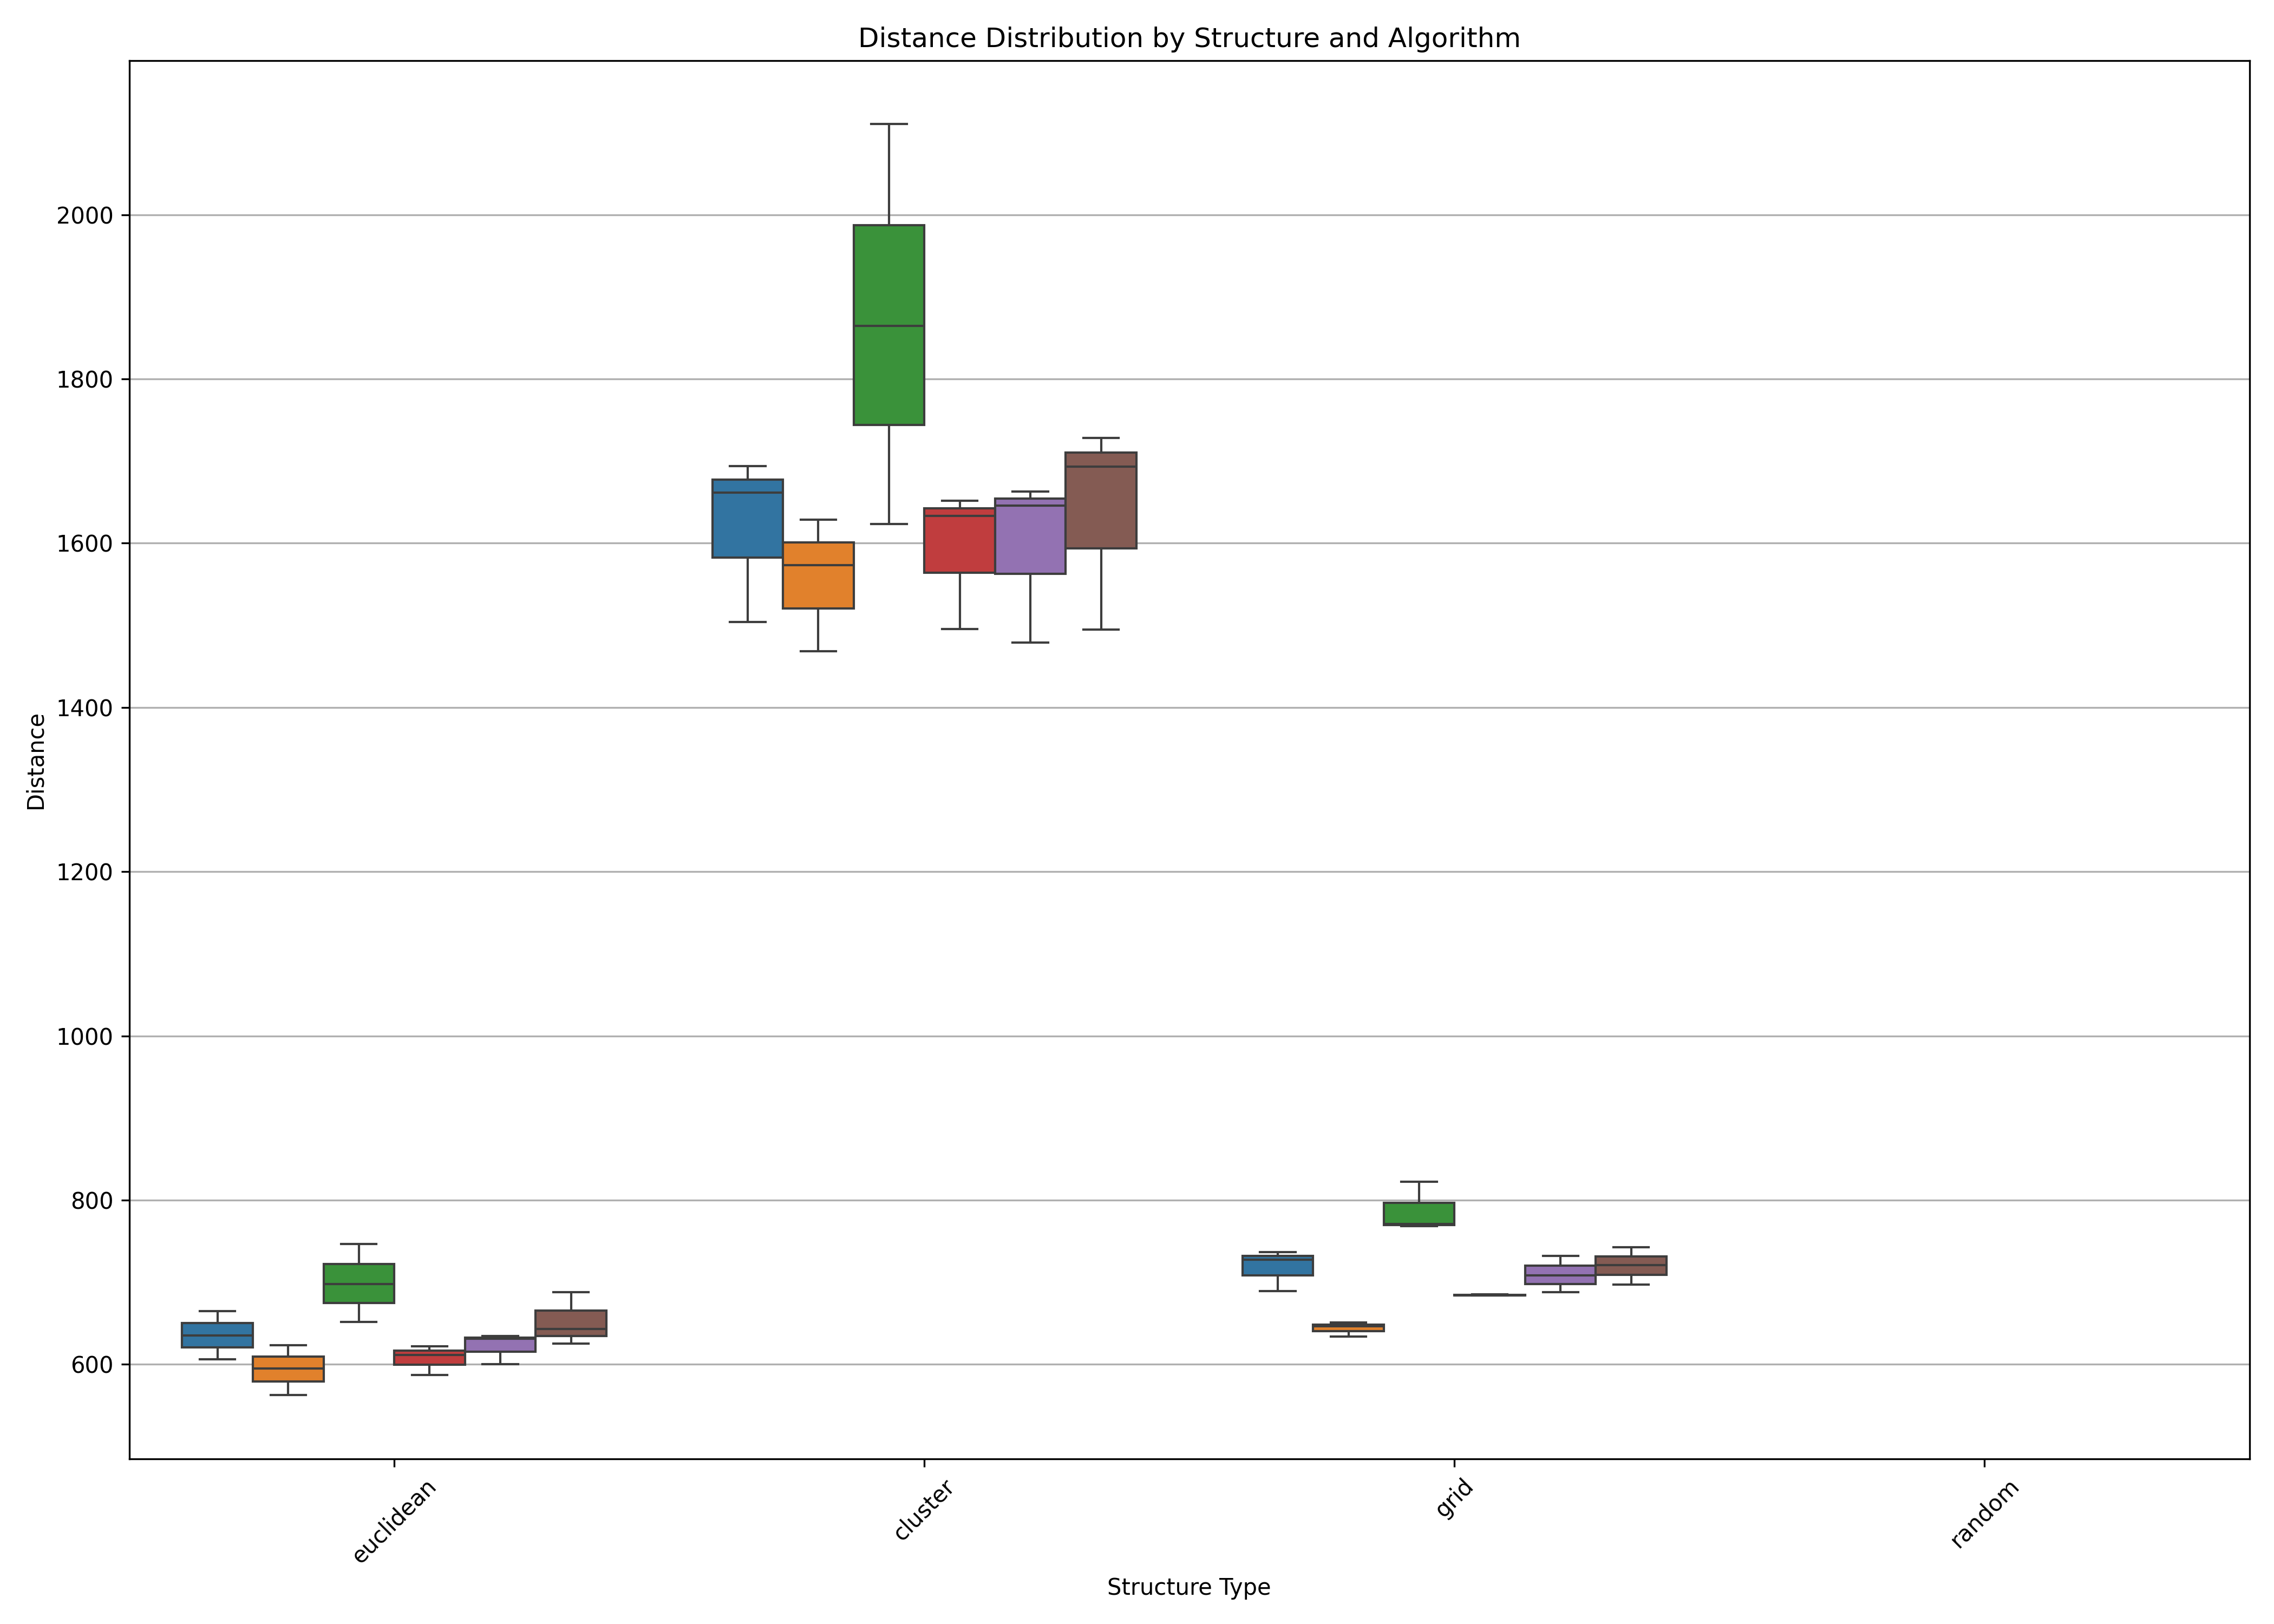 Distance Distribution by Structure and Algorithm
Distance
2000
1800
1600
1400
1200
1000
800
600
euclidean
cluster
grid
random
Structure Type